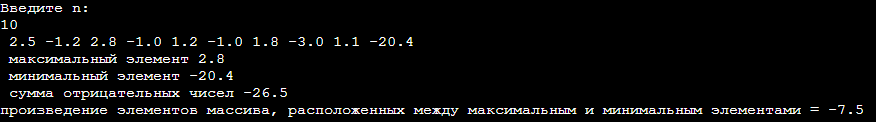 Введите n:
10
2.5 -1.2 2.8 -1.0 1.2 -1.0 1.8 -3.0 1.1 -20.4
максимальный элемент 2.8
минимальный элемент -20.4
сумма отрицательных чисел -26.5
произведение элементов массива, расположенных между максимальным и минимальным элементами = -7.5